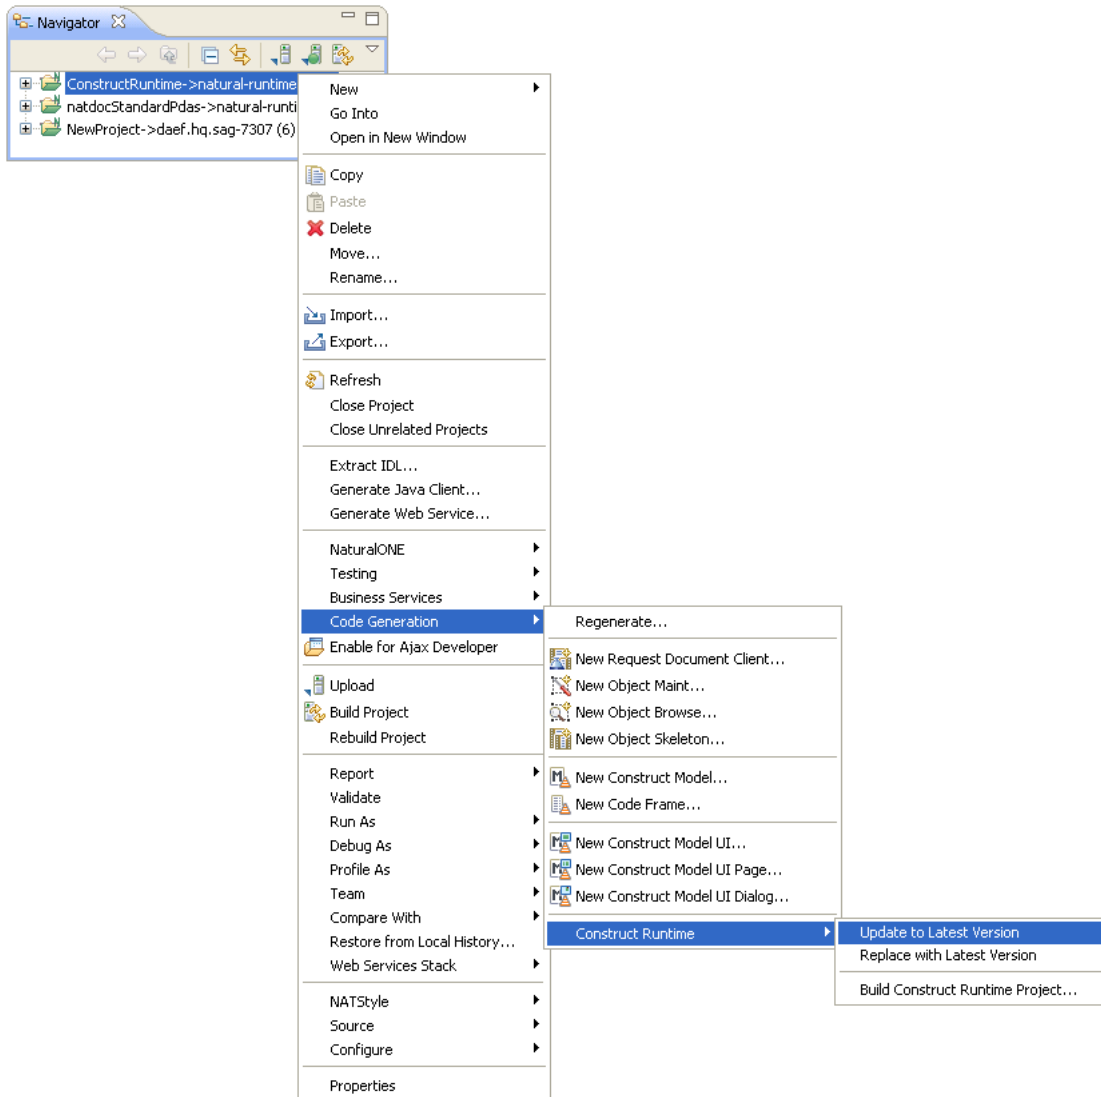 Navigator
ConstructRuntime->natural-runtime
natdocStandardPdas->natural-runti
NewProject->daef.hq.sag-7307 (6)
New
Go Into
Open in New Window
Copy
Paste
Delete
Move...
Rename...
Import...
Export...
Refresh
Close Project
Close Unrelated Projects
Extract IDL...
Generate Java Client...
Generate Web Service...
NaturalONE
Testing
Business Services
Code Generation
Enable for Ajax Developer
Upload
Build Project
Rebuild Project
Report
Validate
Run As
Debug As
Profile As
Team
Compare With
Restore from Local History...
Web Services Stack
NATStyle
Source
Configure
Properties
Regenerate...
New Request Document Client...
New Object Maint...
New Object Browse...
New Object Skeleton...
New Construct Model...
New Code Frame...
New Construct Model UI...
New Construct Model UI Page...
New Construct Model UI Dialog...
Construct Runtime
Update to Latest Version
Replace with Latest Version
Build Construct Runtime Project...